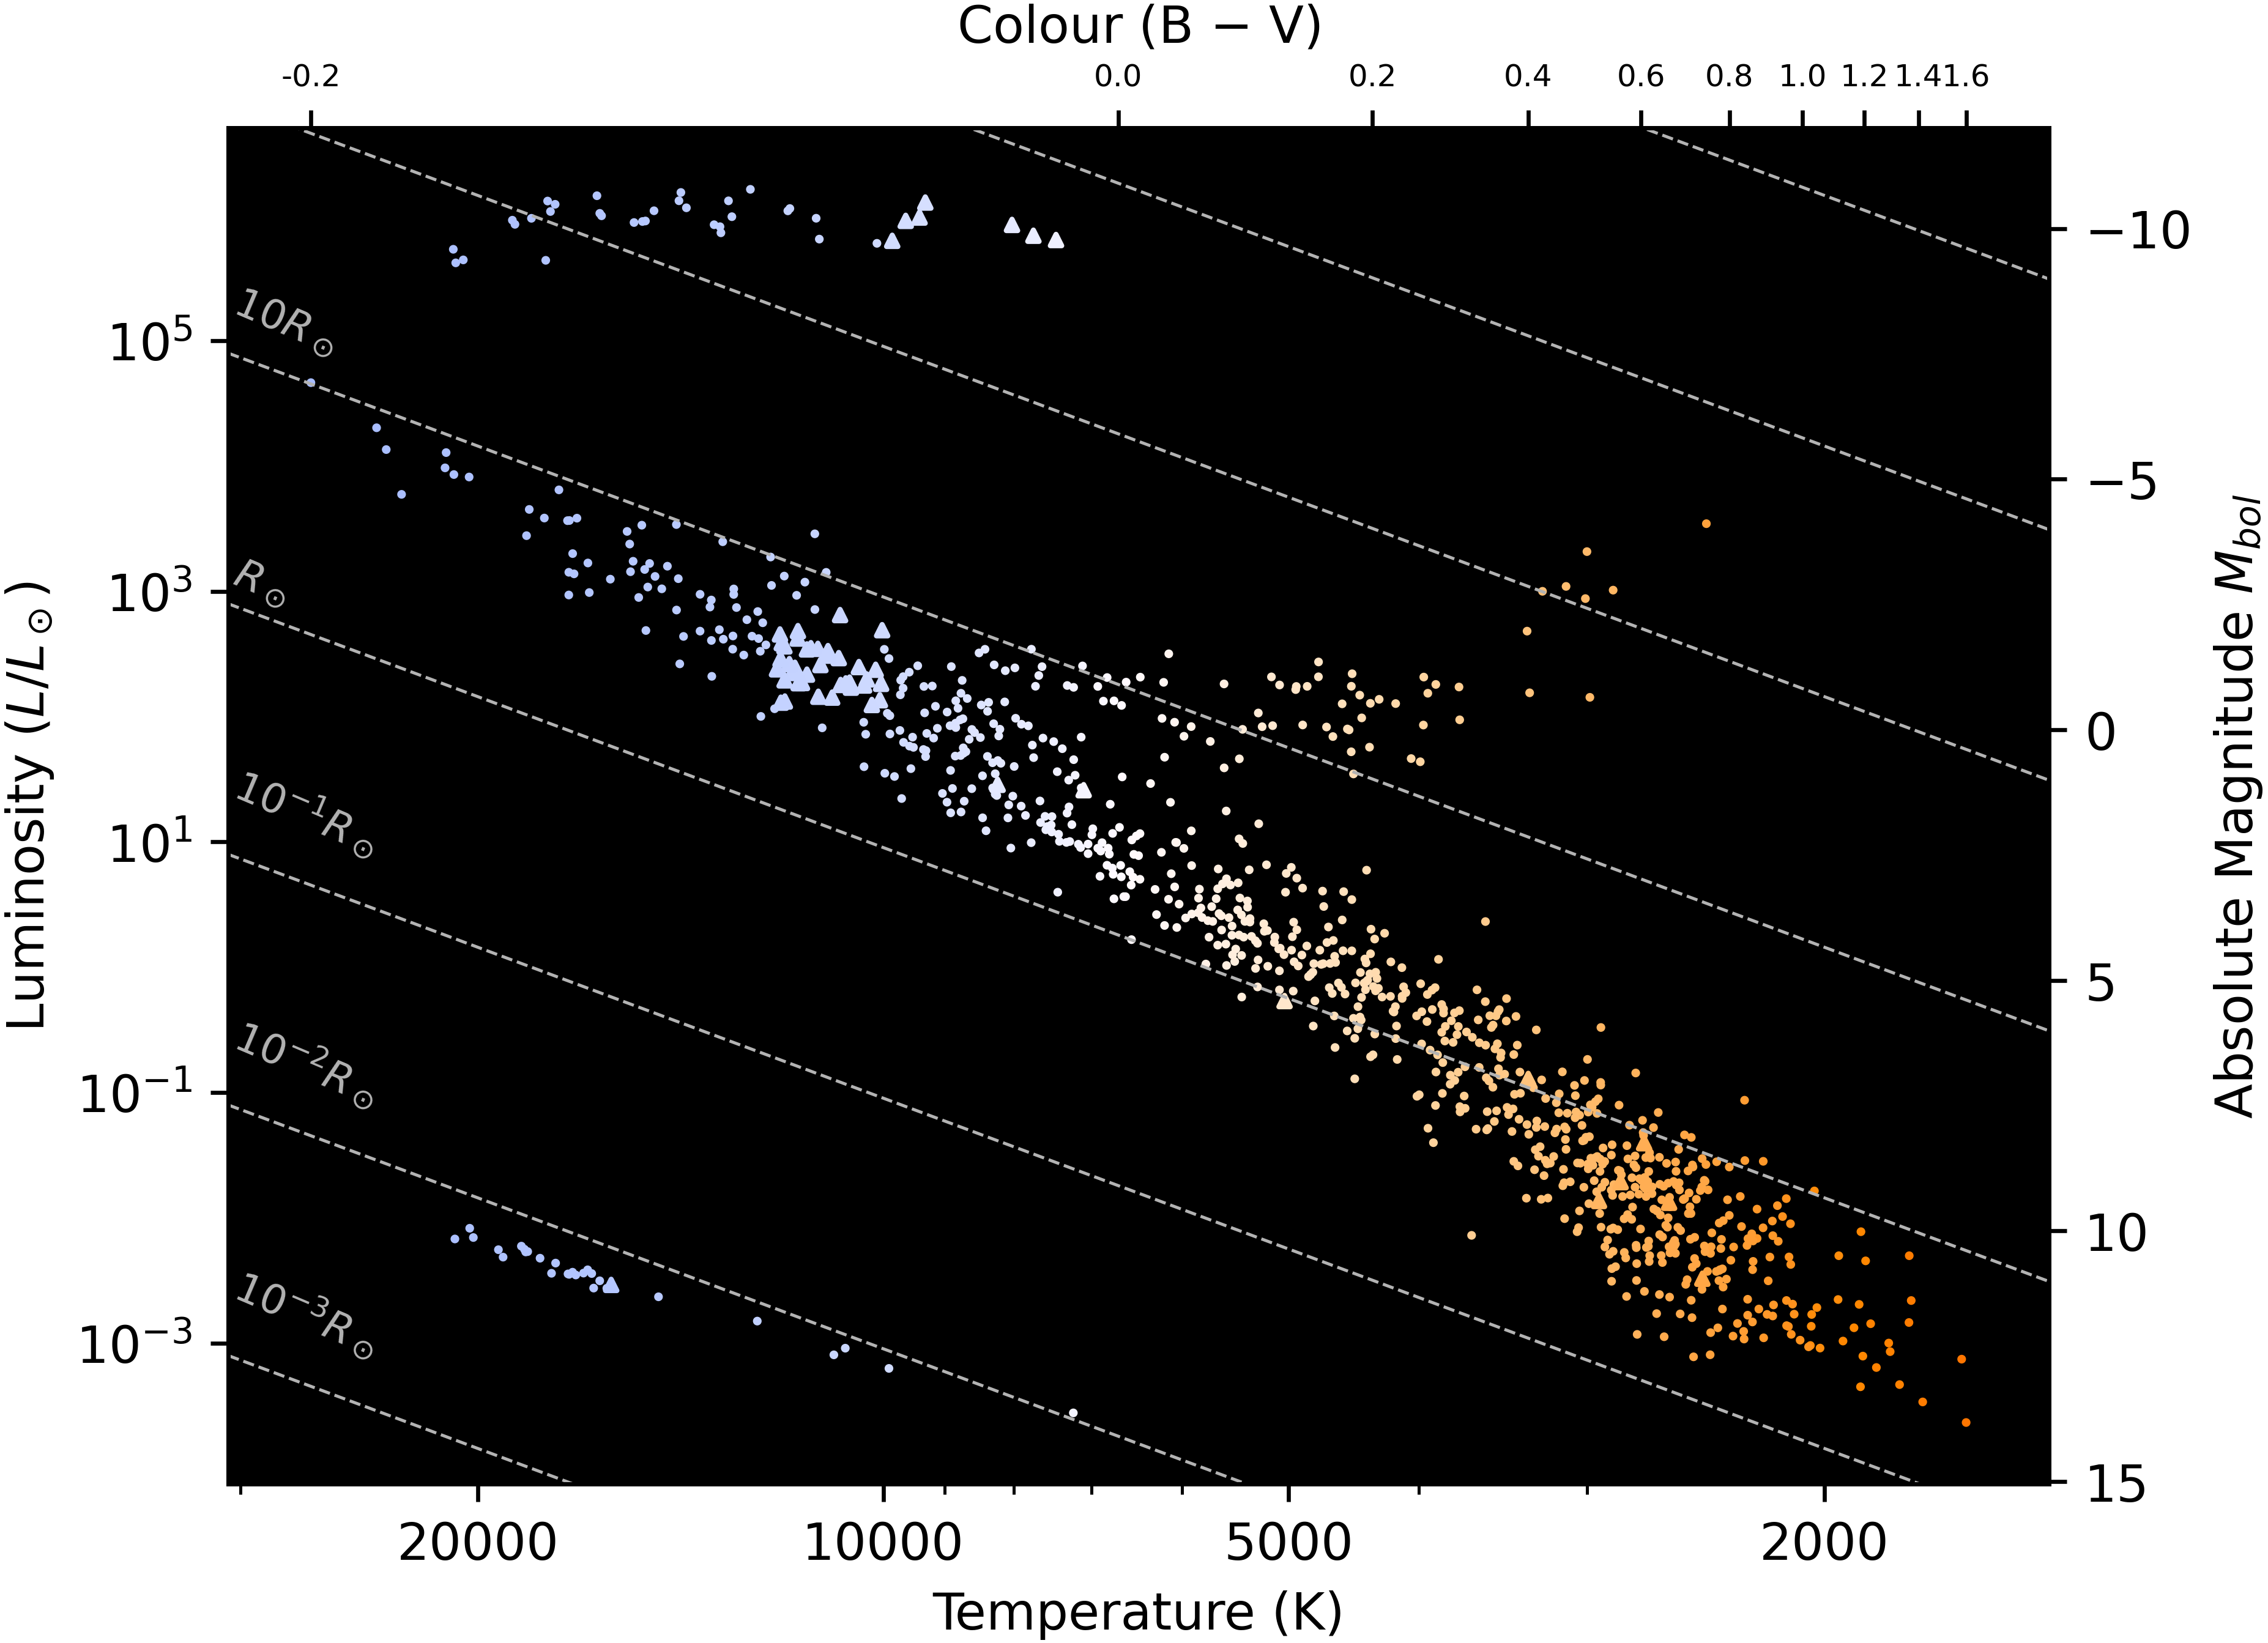 Colour (B − V)
-0.2 0.0 0.2 0.4 0.6 0.8 1.0 1.2 1.4 1.6
Luminosity (L/L⊙)
10⁵
10³
10¹
10⁻¹
10⁻³
10R⊙
R⊙
10⁻¹R⊙
10⁻²R⊙
10⁻³R⊙
−10
−5
0
5
10
15
Absolute Magnitude M_bol
20000 10000 5000 2000
Temperature (K)